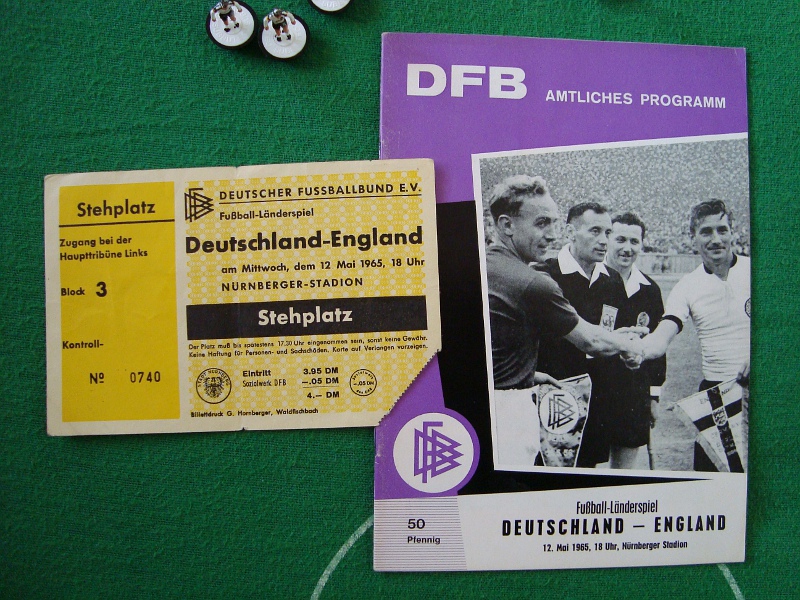 Stehplatz
Zugang bei der
Haupttribüne Links
Block 3
Kontroll-
Nº 0740
DEUTSCHER FUSSBALLBUND E.V.
Fußball-Länderspiel
Deutschland-England
am Mittwoch, dem 12 Mai 1965, 18 Uhr
NÜRNBERGER-STADION
Stehplatz
Der Platz muß bis spätestens 17.30 Uhr eingenommen sein, sonst keine Gewähr.
Keine Haftung für Personen- und Sachschäden. Karte auf Verlangen vorzeigen.
Eintritt 3.95 DM
Sozialwerk DFB –.05 DM
4.– DM
–.05 DM
Billettdruck G. Hornberger, Waldfischbach
DFB AMTLICHES PROGRAMM
DFB
DFB
50
Pfennig
Fußball-Länderspiel
DEUTSCHLAND – ENGLAND
12. Mai 1965, 18 Uhr, Nürnberger Stadion